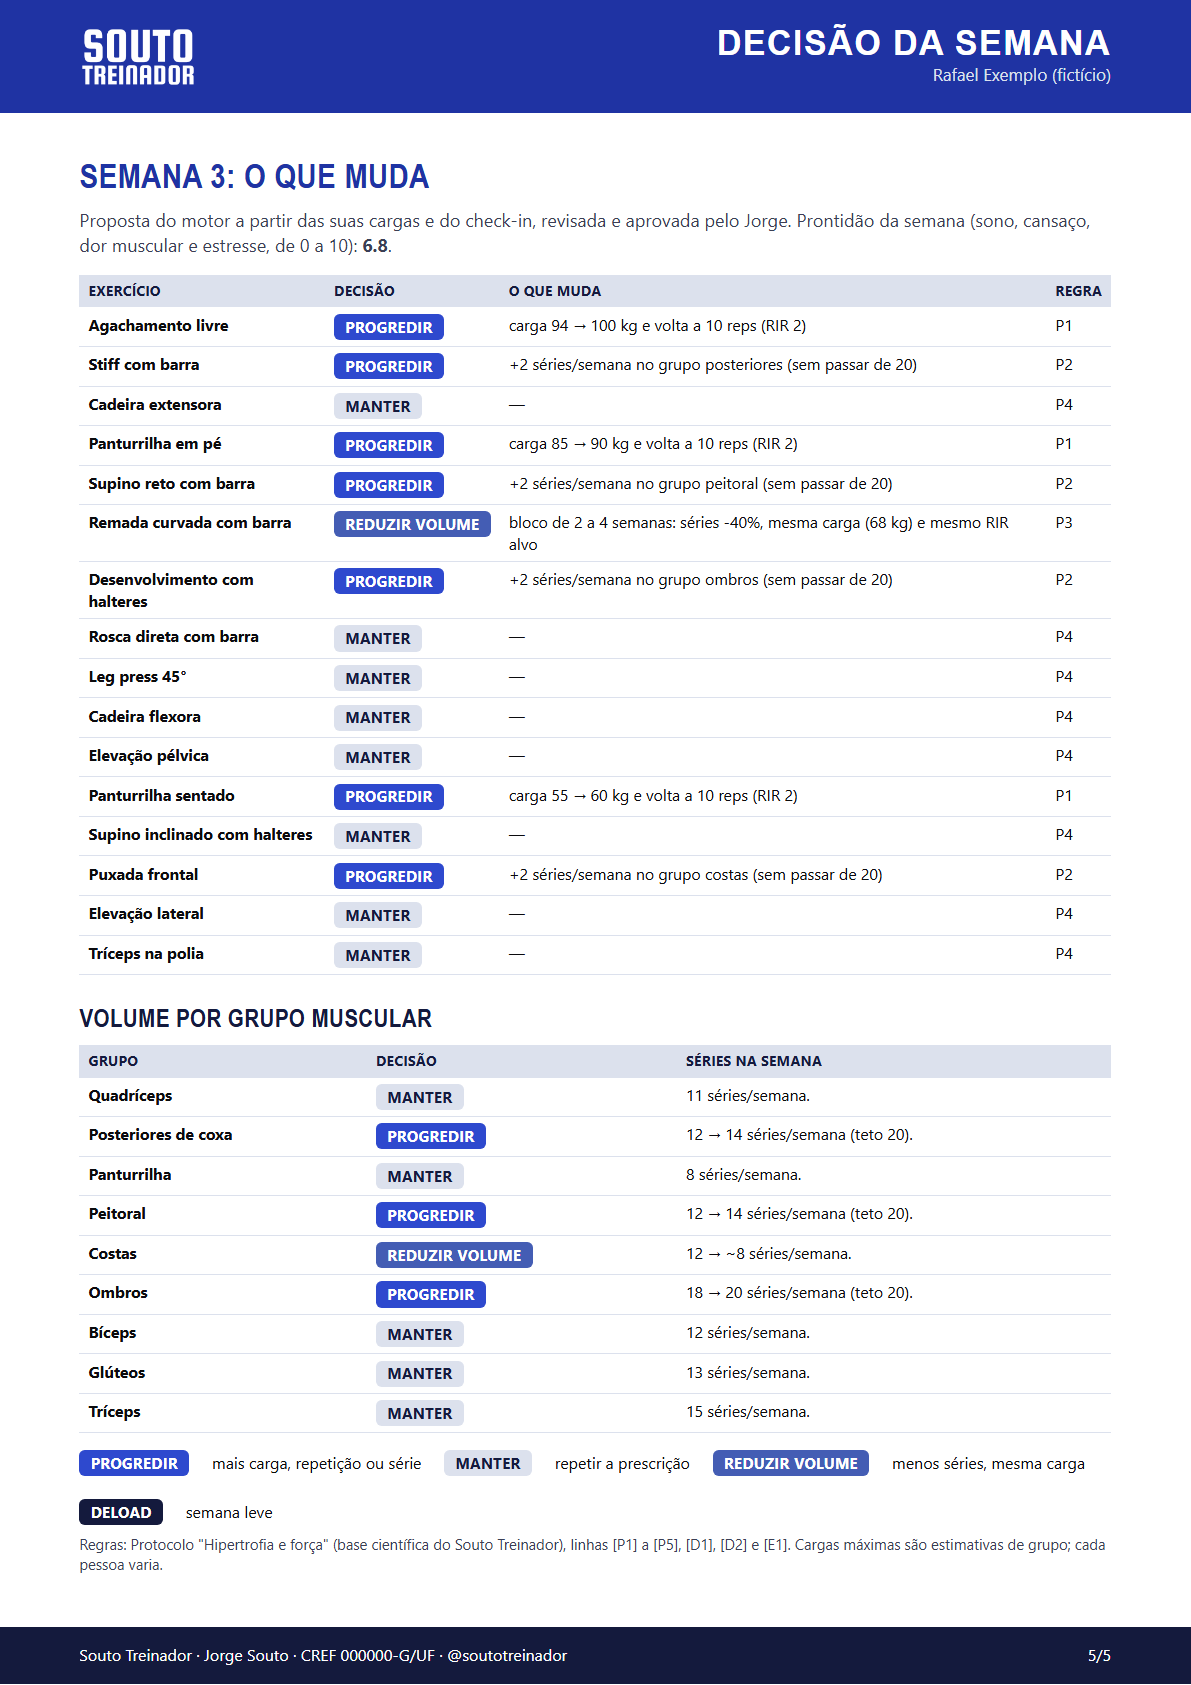 SOUTO
TREINADOR
DECISÃO DA SEMANA
Rafael Exemplo (fictício)
SEMANA 3: O QUE MUDA
Proposta do motor a partir das suas cargas e do check-in, revisada e aprovada pelo Jorge. Prontidão da semana (sono, cansaço,
dor muscular e estresse, de 0 a 10): 6.8.
EXERCÍCIO DECISÃO O QUE MUDA REGRA
Agachamento livre PROGREDIR carga 94 → 100 kg e volta a 10 reps (RIR 2) P1
Stiff com barra PROGREDIR +2 séries/semana no grupo posteriores (sem passar de 20) P2
Cadeira extensora MANTER — P4
Panturrilha em pé PROGREDIR carga 85 → 90 kg e volta a 10 reps (RIR 2) P1
Supino reto com barra PROGREDIR +2 séries/semana no grupo peitoral (sem passar de 20) P2
Remada curvada com barra REDUZIR VOLUME bloco de 2 a 4 semanas: séries -40%, mesma carga (68 kg) e mesmo RIR P3
alvo
Desenvolvimento com PROGREDIR +2 séries/semana no grupo ombros (sem passar de 20) P2
halteres
Rosca direta com barra MANTER — P4
Leg press 45° MANTER — P4
Cadeira flexora MANTER — P4
Elevação pélvica MANTER — P4
Panturrilha sentado PROGREDIR carga 55 → 60 kg e volta a 10 reps (RIR 2) P1
Supino inclinado com halteres MANTER — P4
Puxada frontal PROGREDIR +2 séries/semana no grupo costas (sem passar de 20) P2
Elevação lateral MANTER — P4
Tríceps na polia MANTER — P4
VOLUME POR GRUPO MUSCULAR
GRUPO DECISÃO SÉRIES NA SEMANA
Quadríceps MANTER 11 séries/semana.
Posteriores de coxa PROGREDIR 12 → 14 séries/semana (teto 20).
Panturrilha MANTER 8 séries/semana.
Peitoral PROGREDIR 12 → 14 séries/semana (teto 20).
Costas REDUZIR VOLUME 12 → ~8 séries/semana.
Ombros PROGREDIR 18 → 20 séries/semana (teto 20).
Bíceps MANTER 12 séries/semana.
Glúteos MANTER 13 séries/semana.
Tríceps MANTER 15 séries/semana.
PROGREDIR mais carga, repetição ou série MANTER repetir a prescrição REDUZIR VOLUME menos séries, mesma carga
DELOAD semana leve
Regras: Protocolo "Hipertrofia e força" (base científica do Souto Treinador), linhas [P1] a [P5], [D1], [D2] e [E1]. Cargas máximas são estimativas de grupo; cada
pessoa varia.
Souto Treinador · Jorge Souto · CREF 000000-G/UF · @soutotreinador 5/5